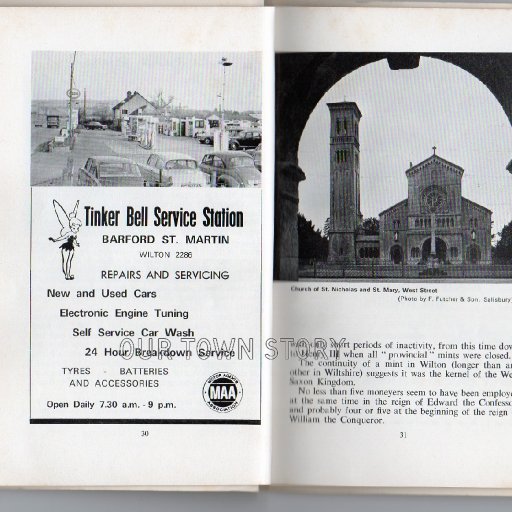 Tinker Bell Service Station
BARFORD ST. MARTIN
WILTON 2286
REPAIRS AND SERVICING
New and Used Cars
Electronic Engine Tuning
Self Service Car Wash
24 Hour Breakdown Service
TYRES - BATTERIES
AND ACCESSORIES
MAA
Open Daily 7.30 a.m. - 9 p.m.
30
Church of St. Nicholas and St. Mary, West Street
(Photo by F. Futcher & Son, Salisbury
OUR TOWN STORY
short periods of inactivity, from this time dow
III when all " provincial " mints were closed.
The continuity of a mint in Wilton (longer than an
other in Wiltshire) suggests it was the kernel of the We
Saxon Kingdom.
No less than five moneyers seem to have been employe
at the same time in the reign of Edward the Confesso
and probably four or five at the beginning of the reign
William the Conqueror.
31